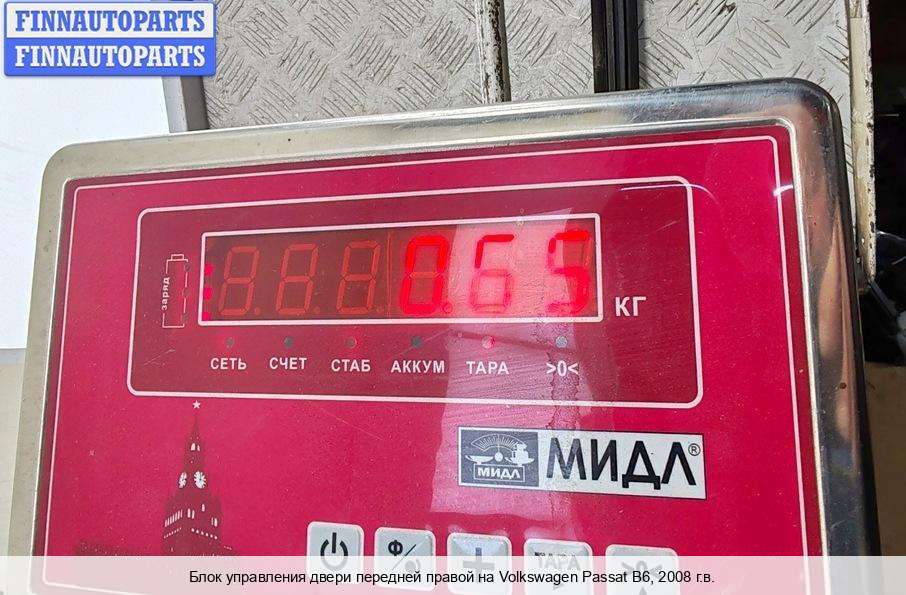 FINNAUTOPARTS
FINNAUTOPARTS
заряд
0.65 КГ
СЕТЬ СЧЕТ СТАБ АККУМ ТАРА >0<
МИДЛ МИДЛ®
Ф/ + ТАРА >0<
Блок управления двери передней правой на Volkswagen Passat B6, 2008 г.в.